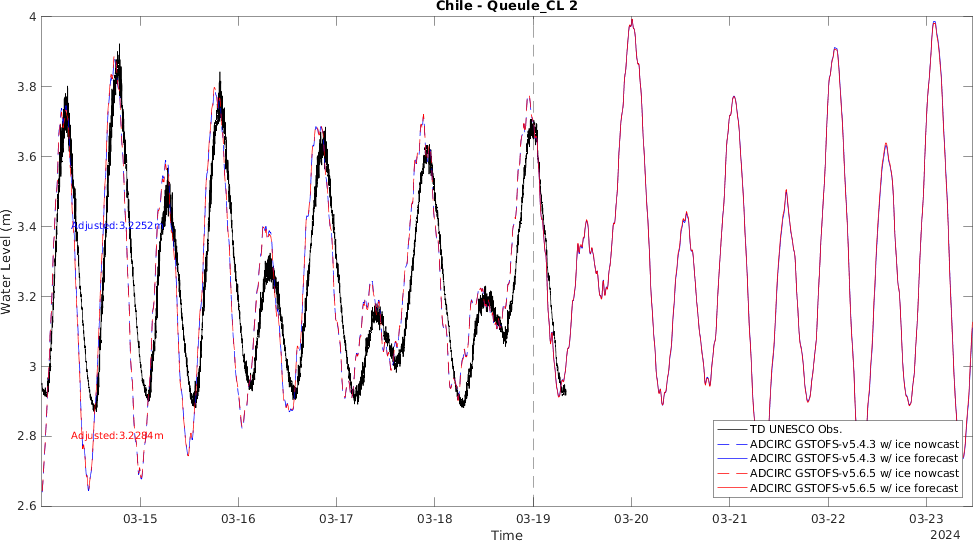 Chile - Queule_CL 2
Water Level (m)
4
3.8
3.6
3.4
3.2
3
2.8
2.6
Adjusted:3.2252m
Adjusted:3.2284m
TD UNESCO Obs.
ADCIRC GSTOFS-v5.4.3 w/ ice nowcast
ADCIRC GSTOFS-v5.4.3 w/ ice forecast
ADCIRC GSTOFS-v5.6.5 w/ ice nowcast
ADCIRC GSTOFS-v5.6.5 w/ ice forecast
03-15 03-16 03-17 03-18 03-19 03-20 03-21 03-22 03-23
Time
2024